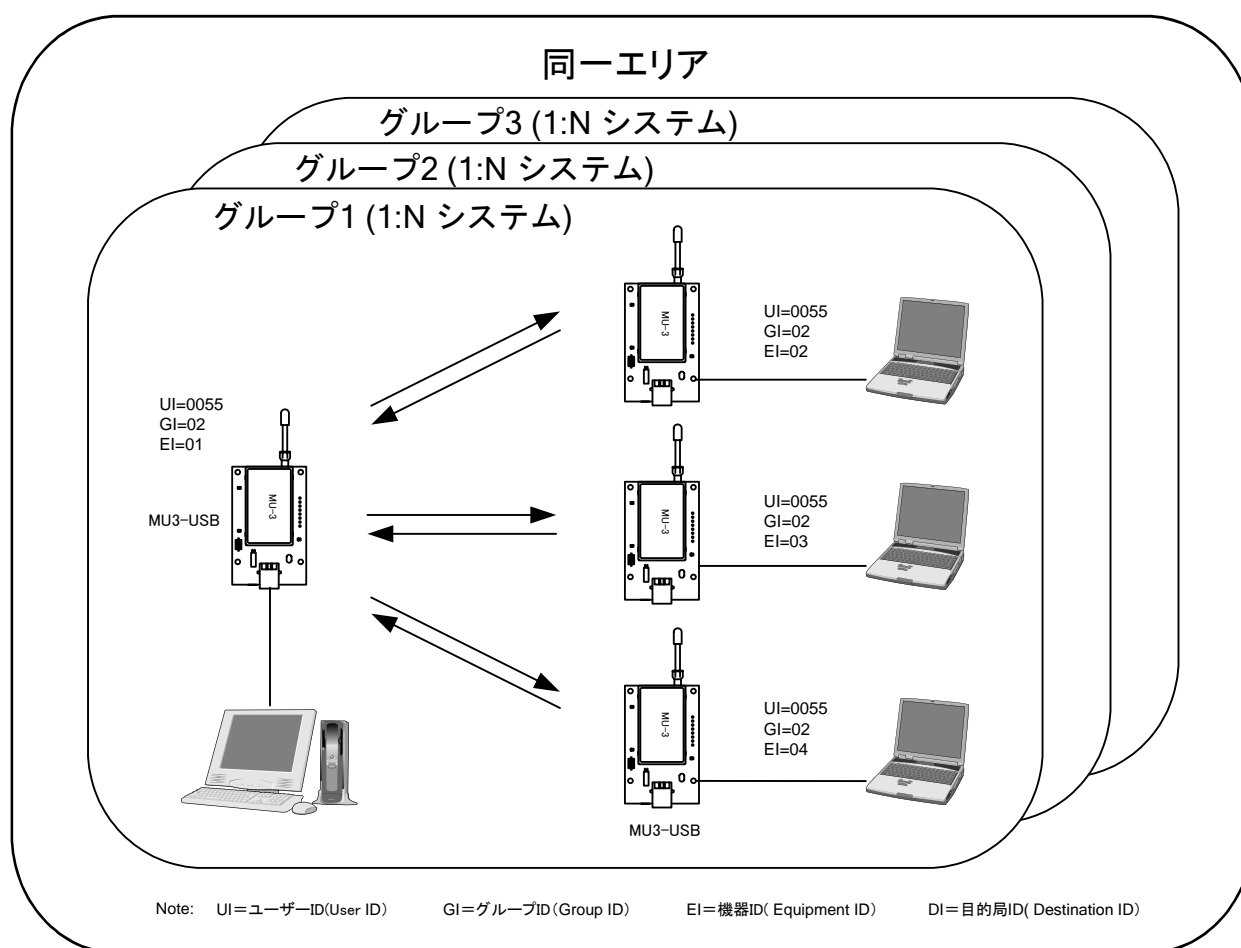 同一エリア
グループ3 (1:N システム)
グループ2 (1:N システム)
グループ1 (1:N システム)
MU-3
UI=0055
GI=02
EI=02
UI=0055
GI=02
EI=01
MU3-USB
MU-3
MU-3
UI=0055
GI=02
EI=03
MU-3
UI=0055
GI=02
EI=04
MU3-USB
Note: UI＝ユーザーID(User ID) GI＝グループID(Group ID) EI＝機器ID( Equipment ID) DI＝目的局ID( Destination ID)